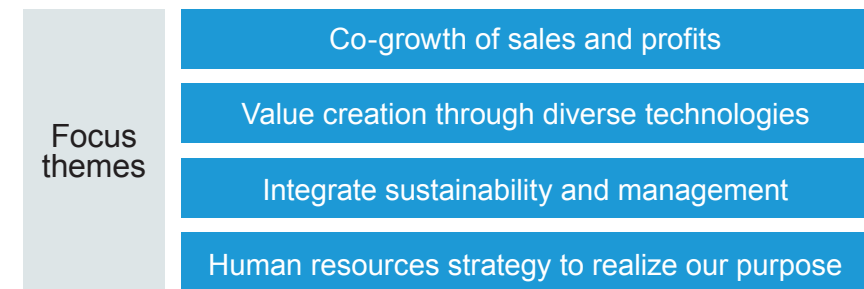 Focus
themes
Co-growth of sales and profits
Value creation through diverse technologies
Integrate sustainability and management
Human resources strategy to realize our purpose